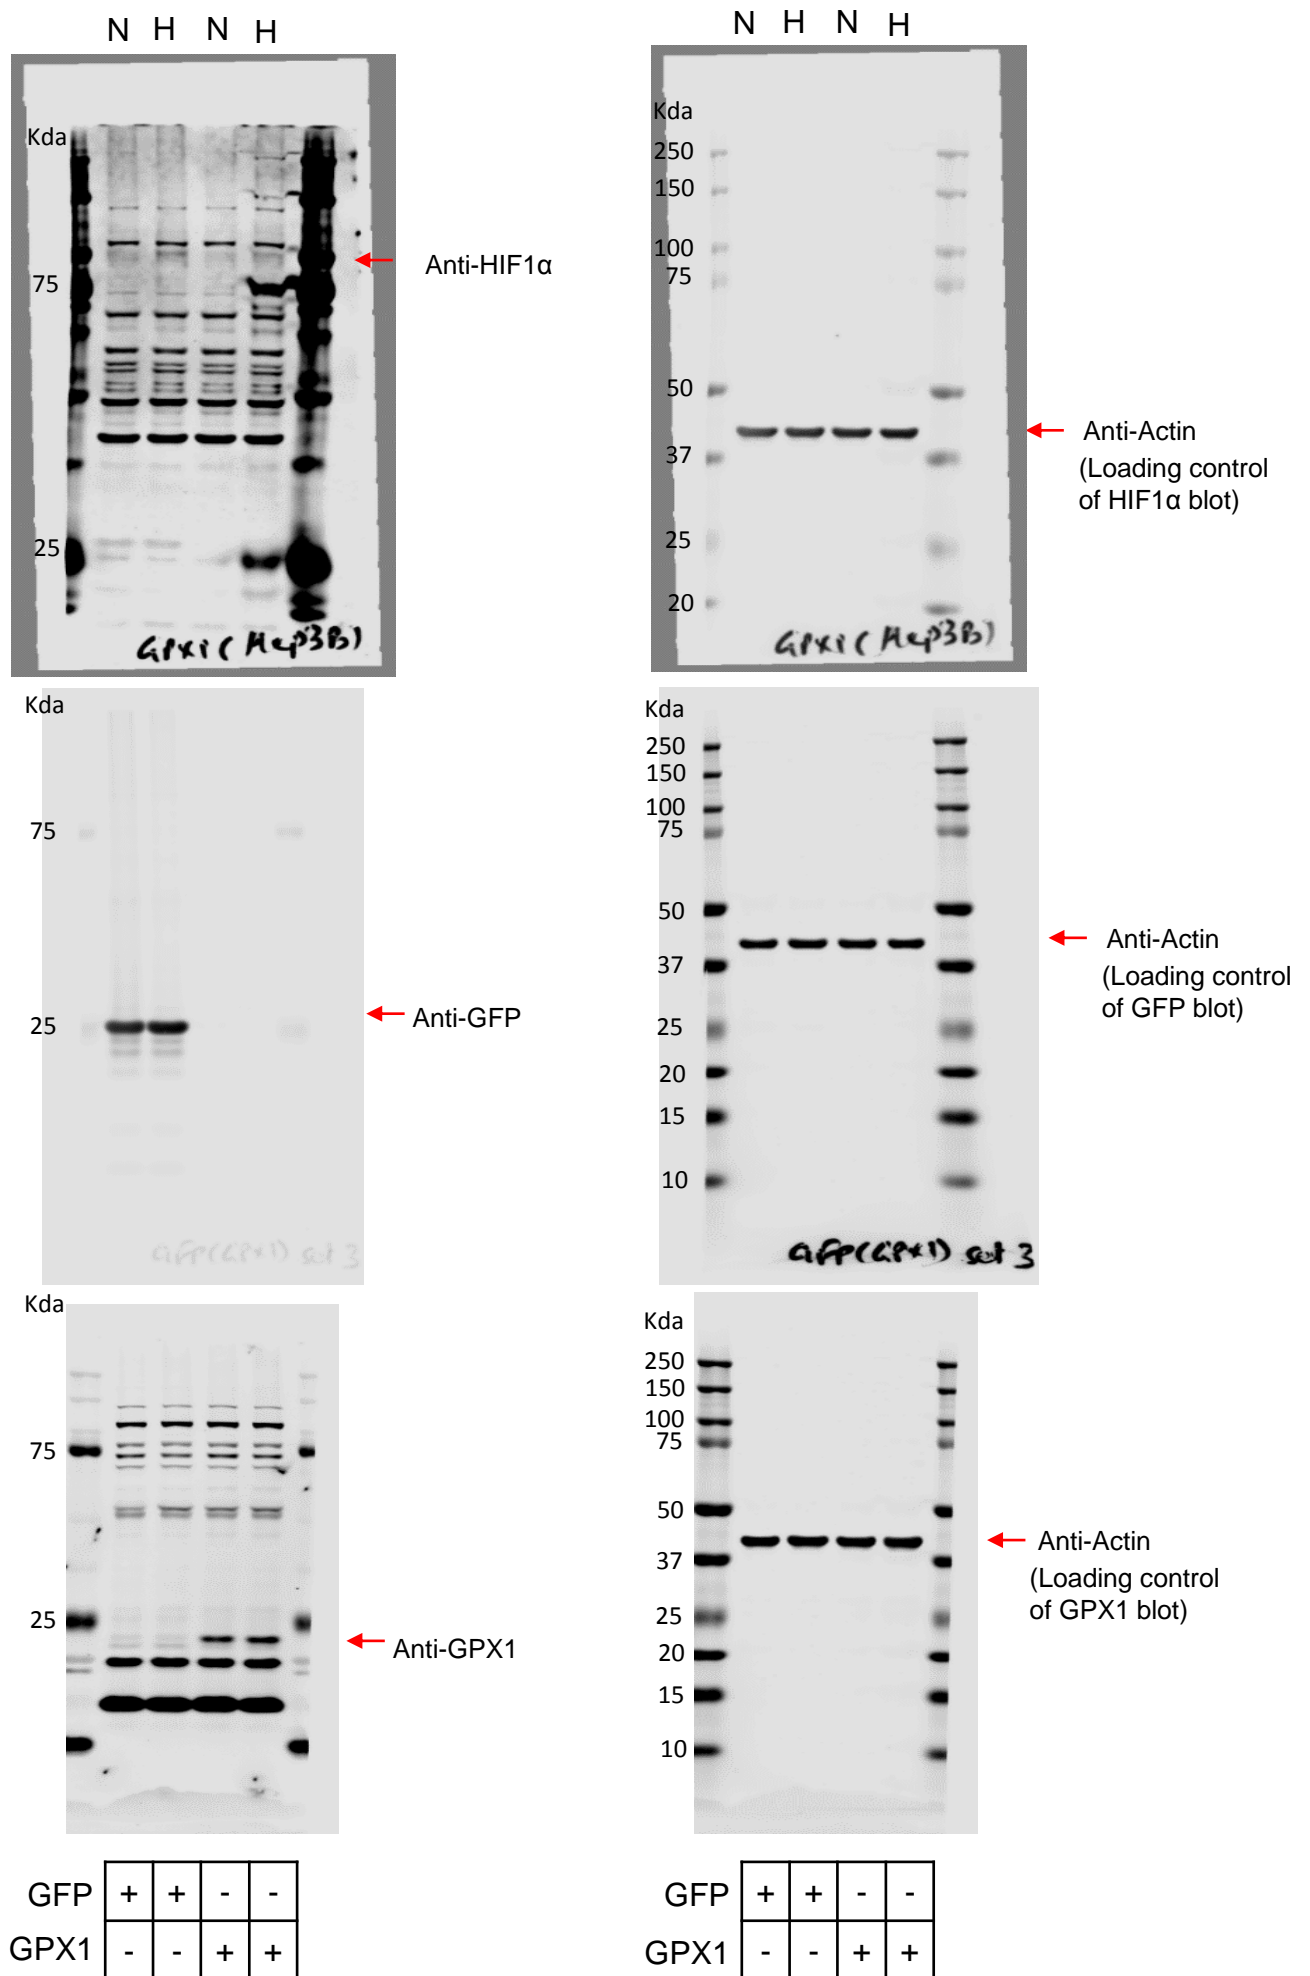 N H N H
Kda
75
25
Anti-HIF1α
GPX1 (Hep3B)
N H N H
Kda
250
150
100
75
50
37
25
20
Anti-Actin
(Loading control
of HIF1α blot)
GPX1 (Hep3B)
Kda
75
25
Anti-GFP
GFP(GPX1) set 3
Kda
250
150
100
75
50
37
25
20
15
10
Anti-Actin
(Loading control
of GFP blot)
GFP(GPX1) set 3
Kda
75
25
Anti-GPX1
Kda
250
150
100
75
50
37
25
20
15
10
Anti-Actin
(Loading control
of GPX1 blot)
GFP + + - -
GPX1 - - + +
GFP + + - -
GPX1 - - + +